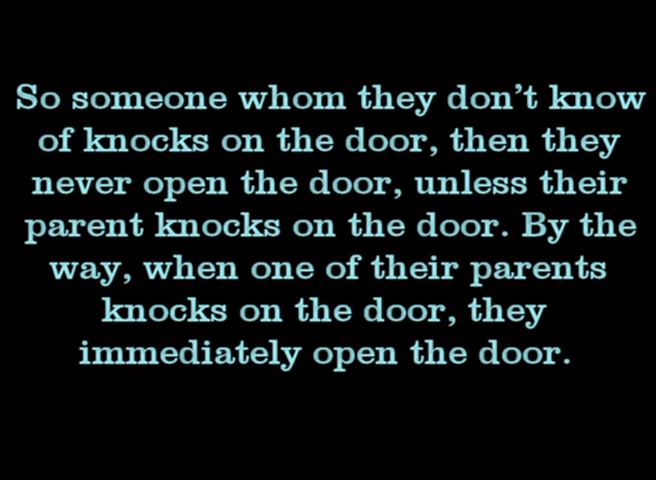 So someone whom they don't know
of knocks on the door, then they
never open the door, unless their
parent knocks on the door. By the
way, when one of their parents
knocks on the door, they
immediately open the door.